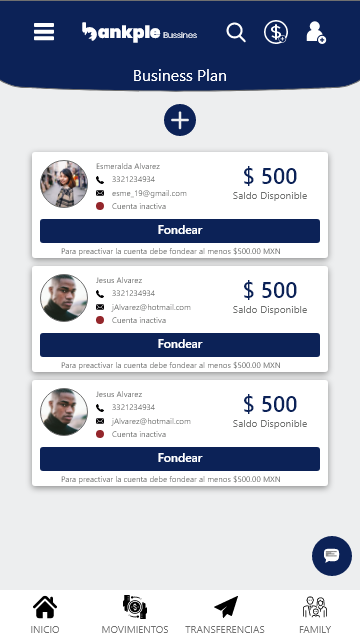 bankple Bussines
Business Plan
Esmeralda Alvarez
3321234934
esme_19@gmail.com
Cuenta inactiva
$ 500
Saldo Disponible
Fondear
Para preactivar la cuenta debe fondear al menos $500.00 MXN
Jesus Alvarez
3321234934
jAlvarez@hotmail.com
Cuenta inactiva
$ 500
Saldo Disponible
Fondear
Para preactivar la cuenta debe fondear al menos $500.00 MXN
Jesus Alvarez
3321234934
jAlvarez@hotmail.com
Cuenta inactiva
$ 500
Saldo Disponible
Fondear
Para preactivar la cuenta debe fondear al menos $500.00 MXN
INICIO MOVIMIENTOS TRANSFERENCIAS FAMILY